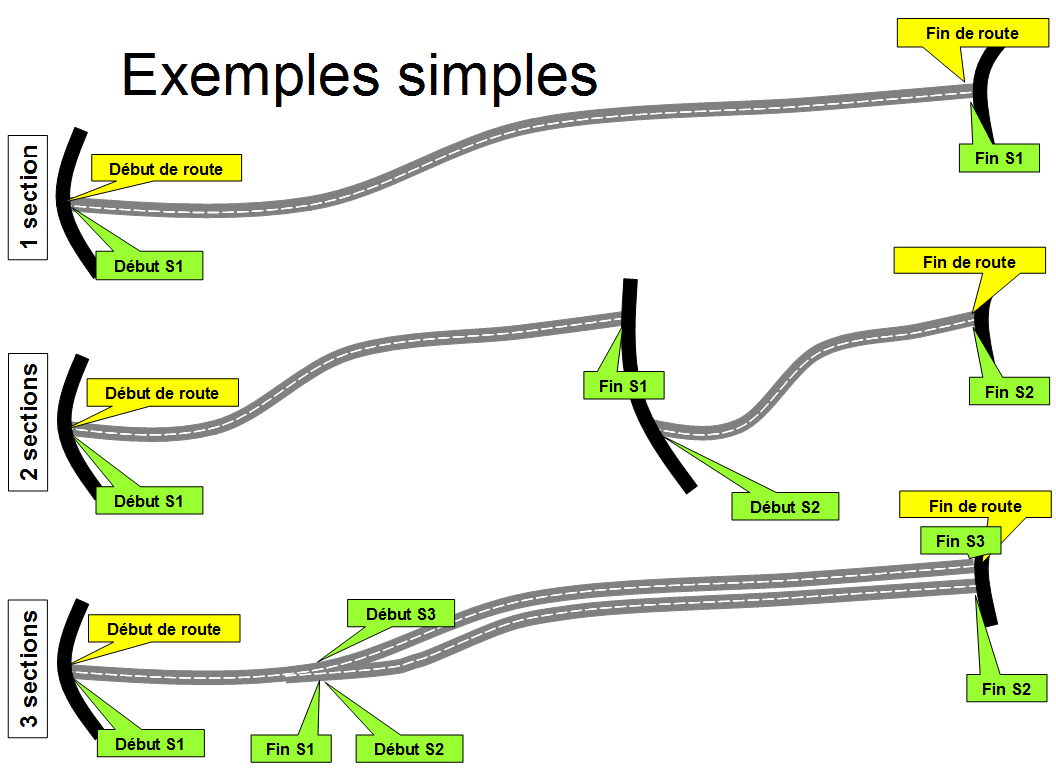 Exemples simples
Fin de route
1 section
Début de route
Fin S1
Début S1
Fin de route
2 sections
Début de route
Fin S1
Fin S2
Début S1
Début S2
Fin de route
Fin S3
3 sections
Début de route
Début S3
Fin S2
Début S1
Fin S1
Début S2